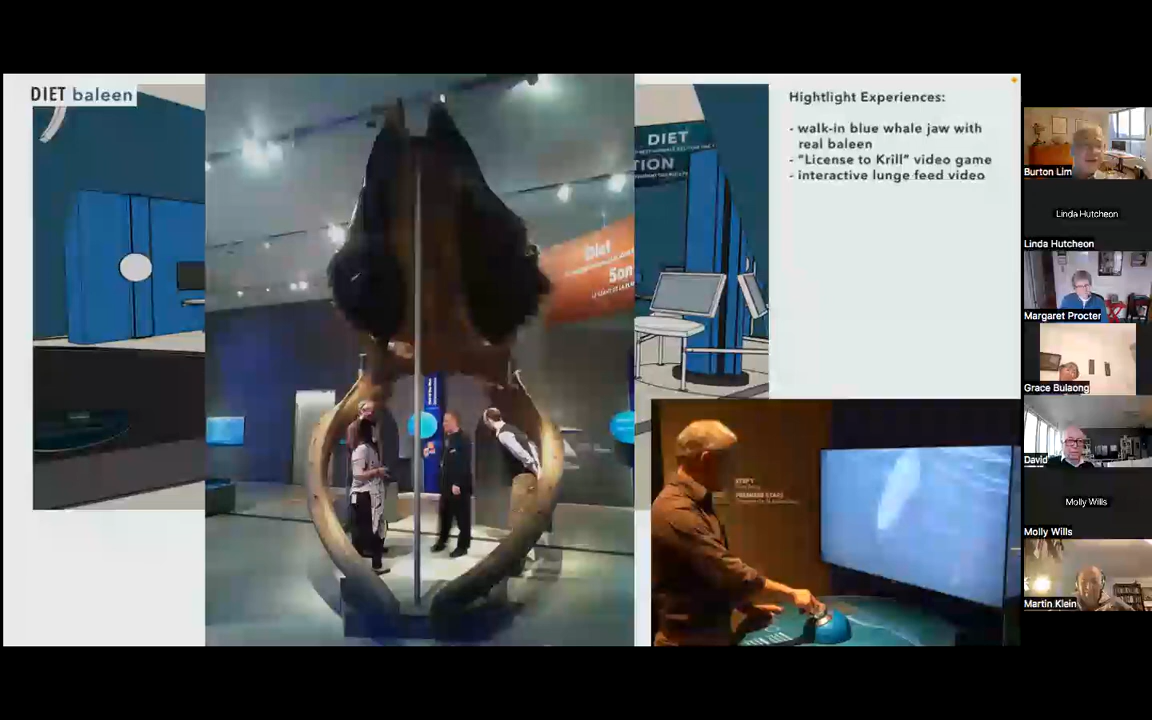 DIET baleen
Hightlight Experiences:
- walk-in blue whale jaw with
real baleen
- "License to Krill" video game
- interactive lunge feed video
DIET
TION
Diet
Son
Burton Lim
Linda Hutcheon
Linda Hutcheon
Margaret Procter
Grace Bulaong
David
Molly Wills
Molly Wills
Martin Klein